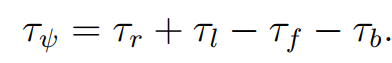 τ_ψ = τ_r + τ_l − τ_f − τ_b.